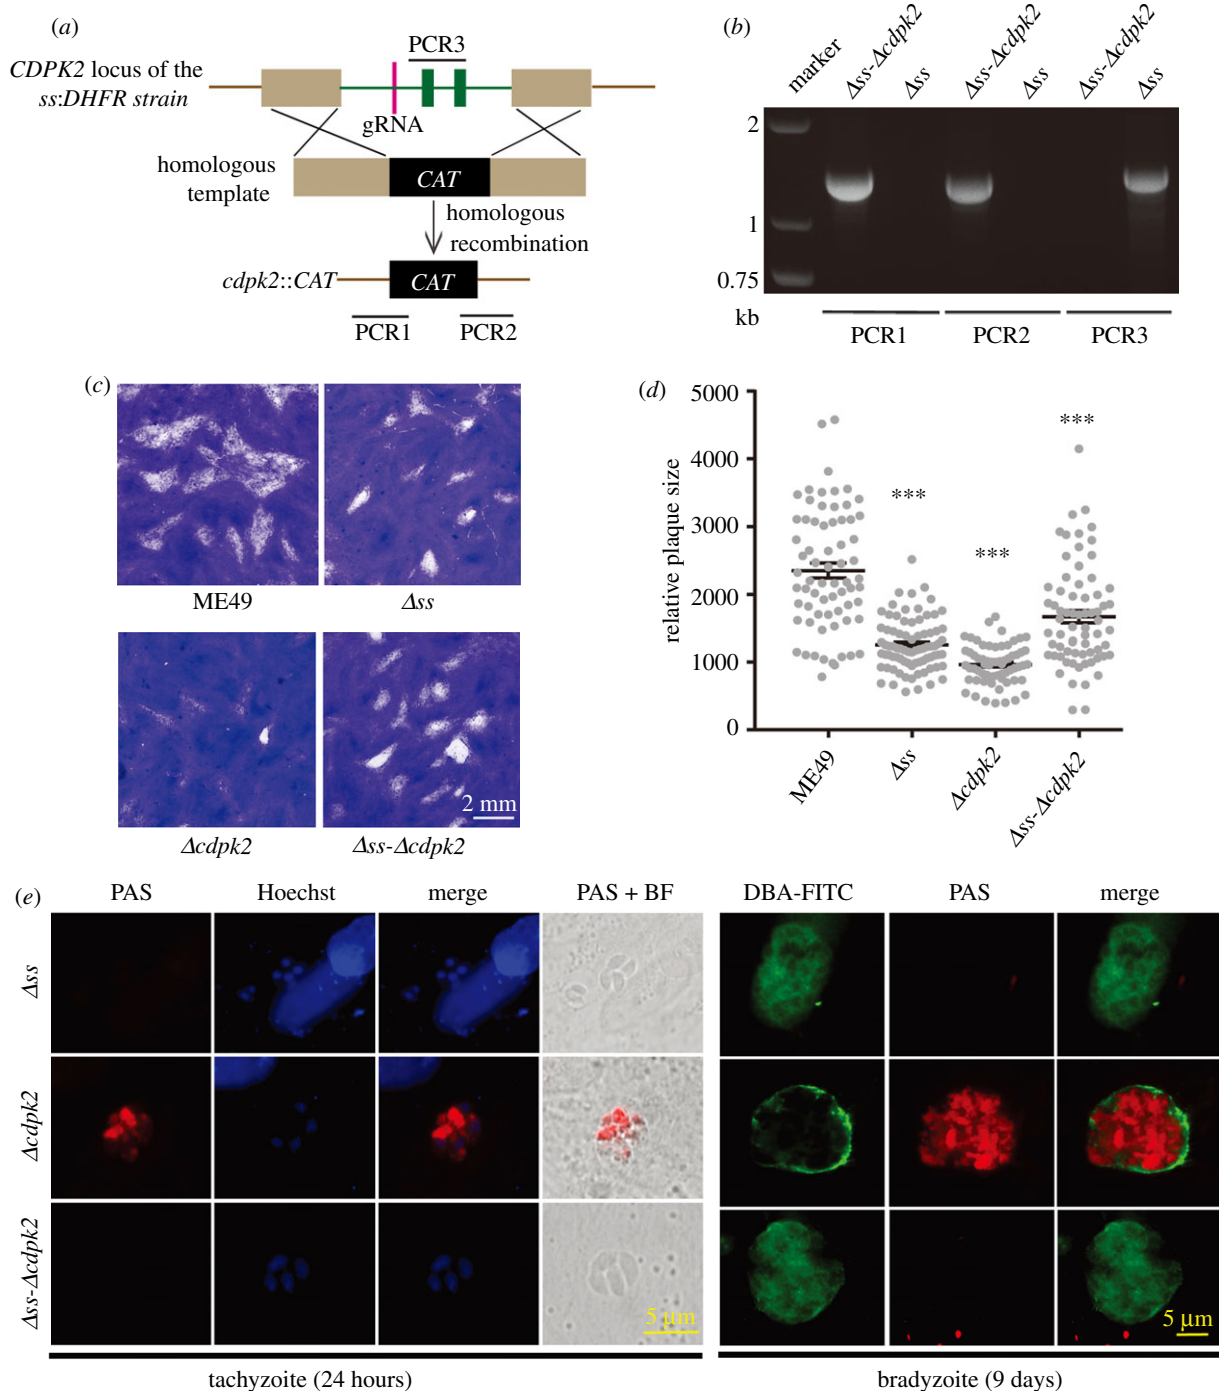 (a)
PCR3
CDPK2 locus of the
ss:DHFR strain
gRNA
homologous
template
CAT
homologous
recombination
cdpk2::CAT
CAT
PCR1
PCR2
(b)
marker
Δss-Δcdpk2
Δss
Δss-Δcdpk2
Δss
Δss-Δcdpk2
Δss
2
1
0.75
kb
PCR1
PCR2
PCR3
(c)
ME49
Δss
2 mm
Δcdpk2
Δss-Δcdpk2
(d)
relative plaque size
5000
4000
3000
2000
1000
0
***
***
***
ME49
Δss
Δcdpk2
Δss-Δcdpk2
(e)
PAS
Hoechst
merge
PAS + BF
DBA-FITC
PAS
merge
Δss
Δcdpk2
Δss-Δcdpk2
5 μm
5 μm
tachyzoite (24 hours)
bradyzoite (9 days)